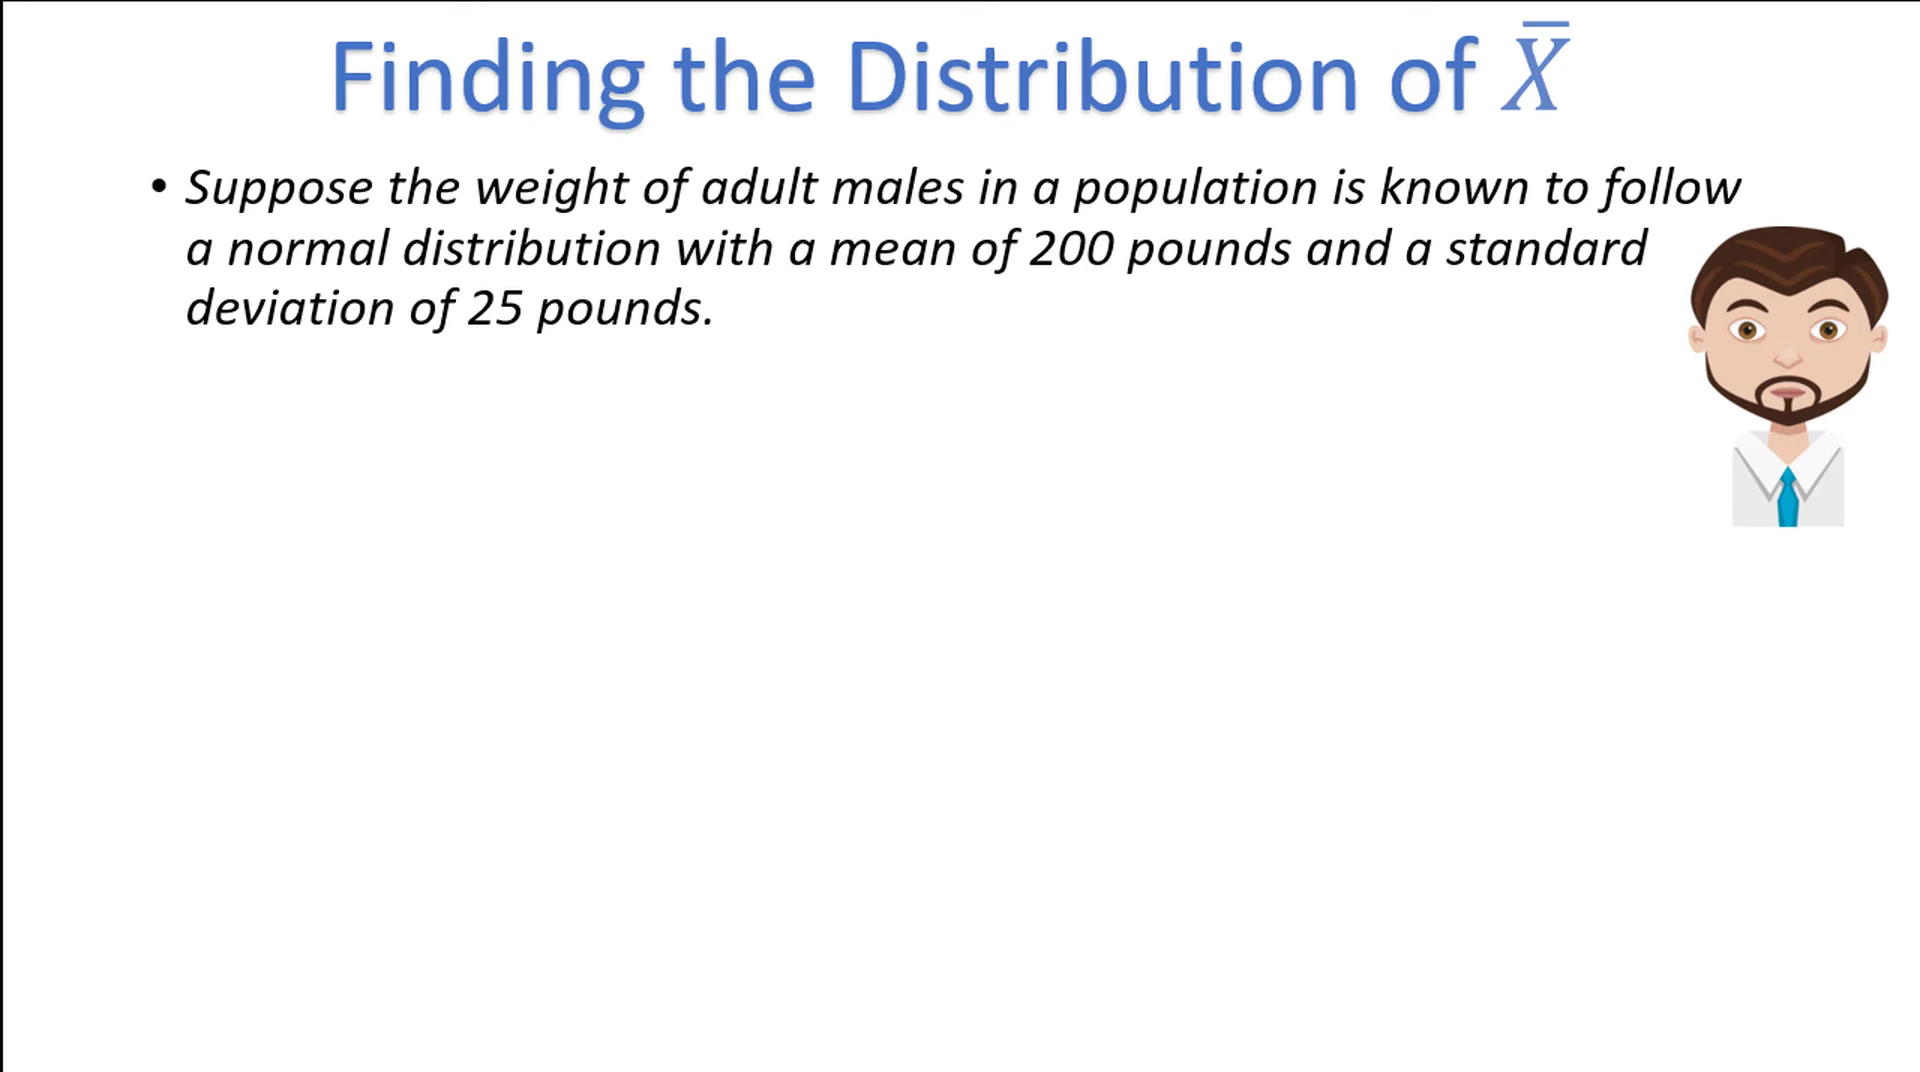 Finding the Distribution of X̅
• Suppose the weight of adult males in a population is known to follow
a normal distribution with a mean of 200 pounds and a standard
deviation of 25 pounds.